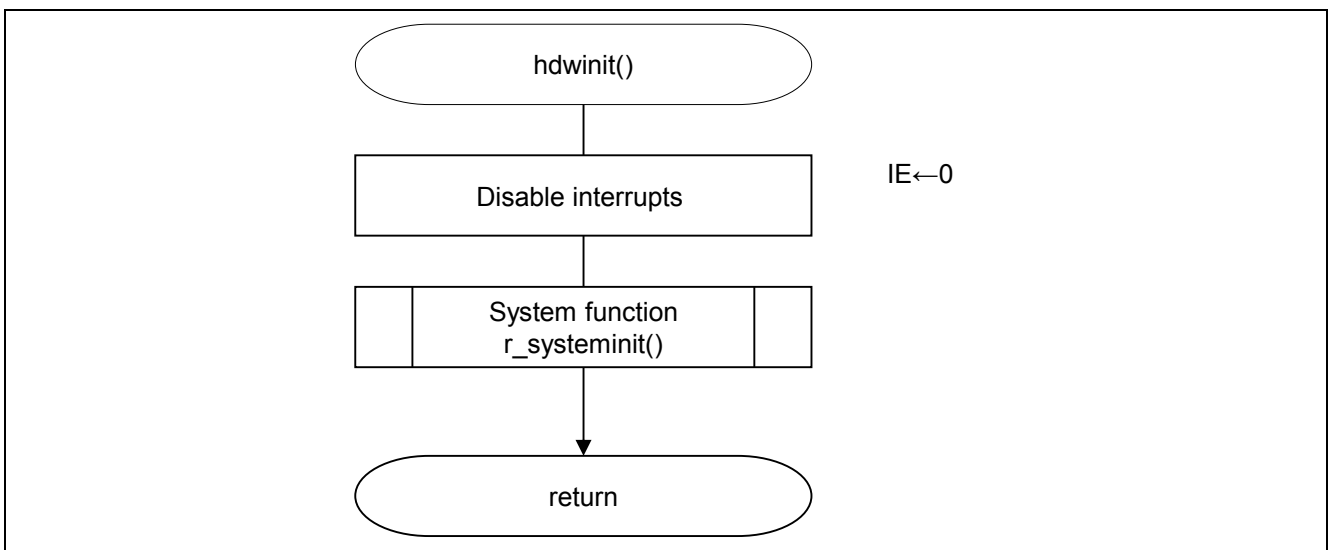 hdwinit()
Disable interrupts
IE←0
System function
r_systeminit()
return